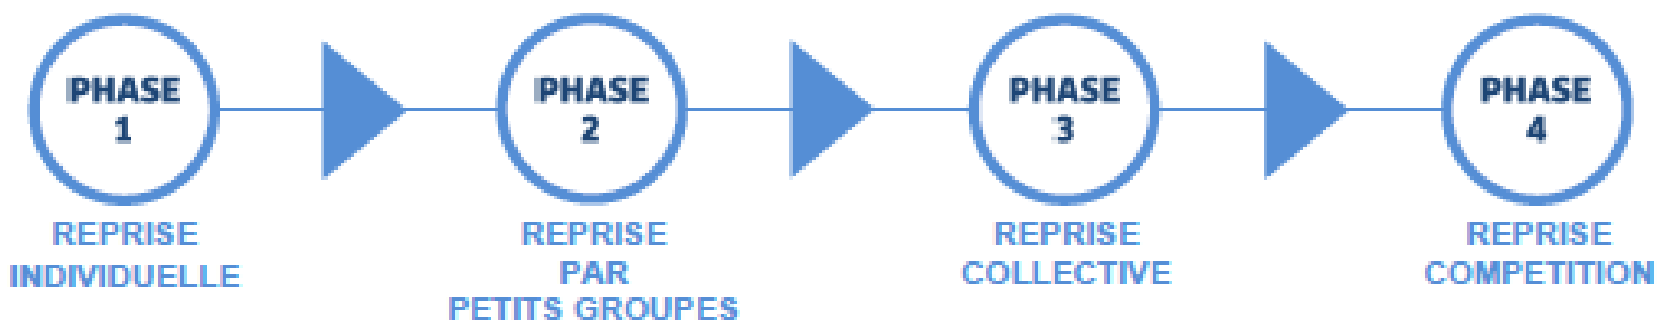 PHASE
1
REPRISE
INDIVIDUELLE
PHASE
2
REPRISE
PAR
PETITS GROUPES
PHASE
3
REPRISE
COLLECTIVE
PHASE
4
REPRISE
COMPETITION